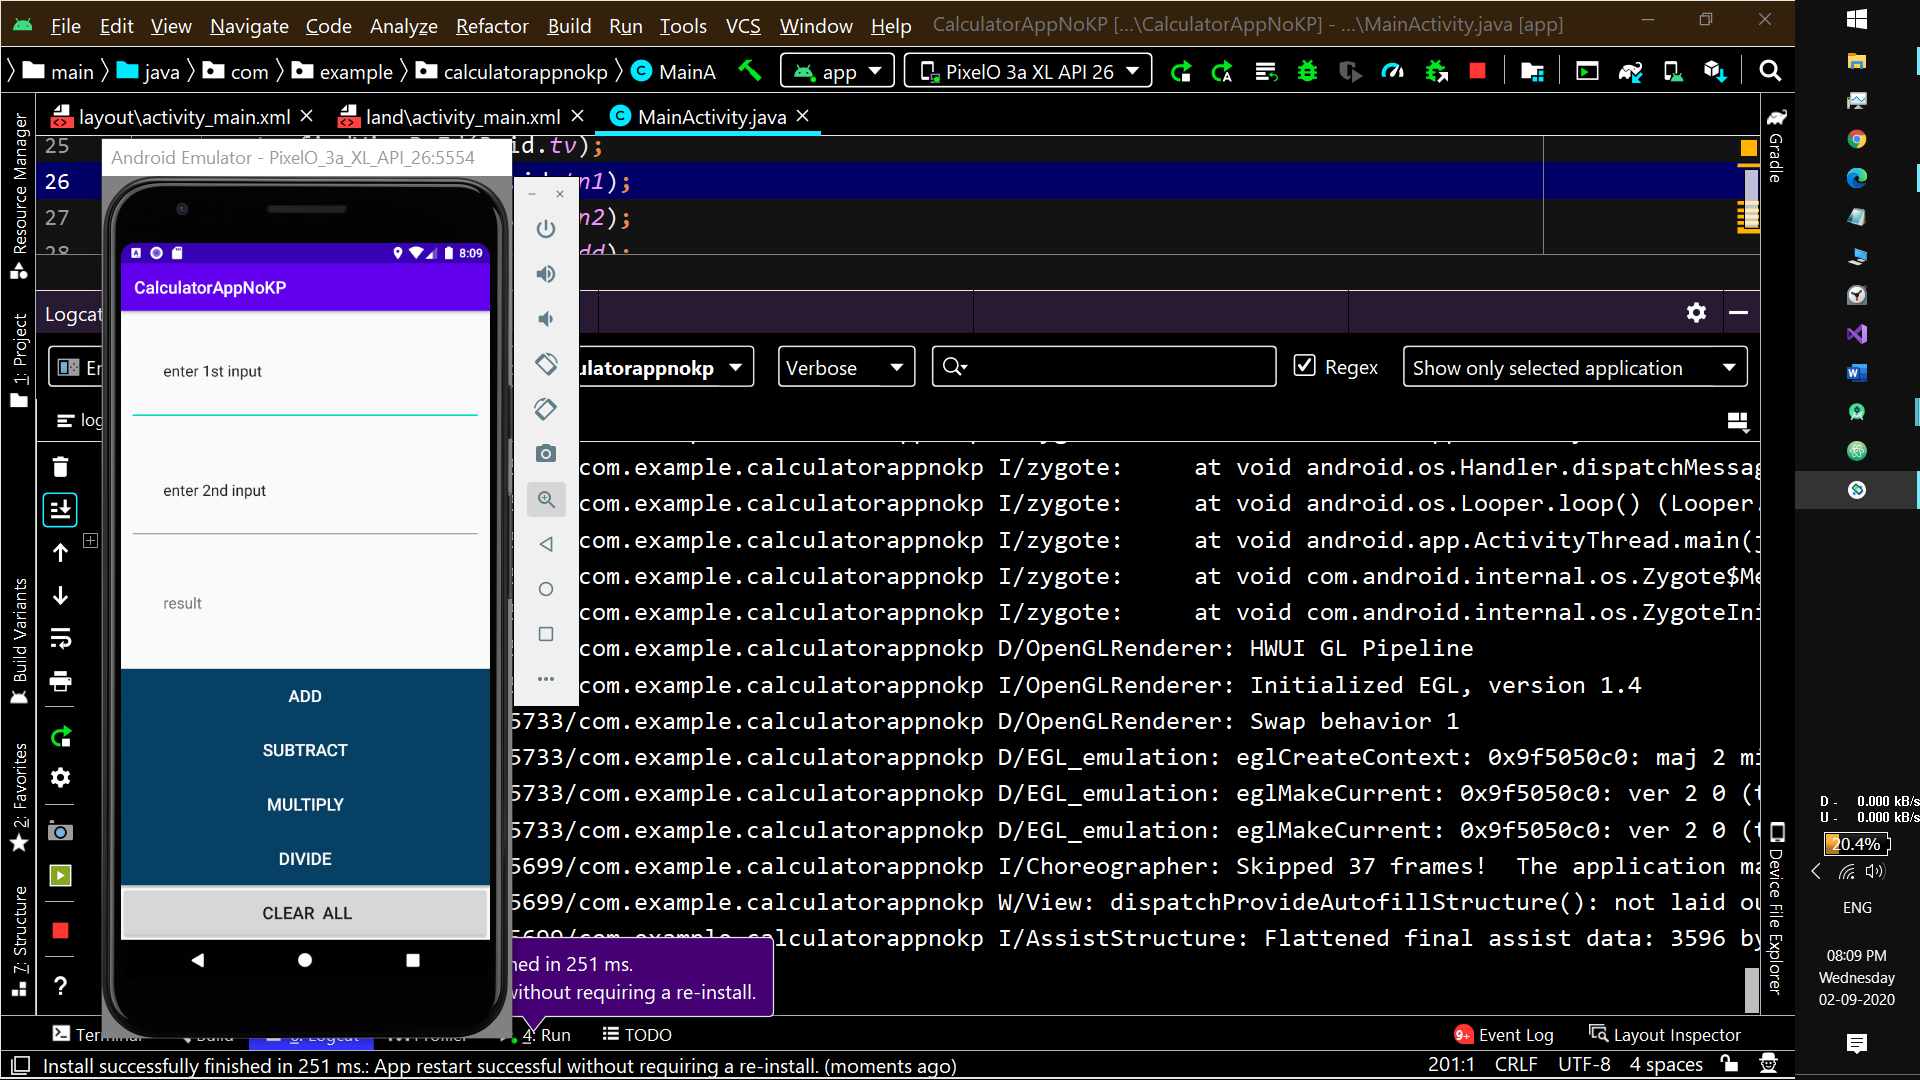 File Edit View Navigate Code Analyze Refactor Build Run Tools VCS Window Help CalculatorAppNoKP [...\CalculatorAppNoKP] - ...\MainActivity.java [app]
main java com example calculatorappnokp MainA app PixelO 3a XL API 26
layout\activity_main.xml land\activity_main.xml MainActivity.java
25 id.tv);
Android Emulator - PixelO_3a_XL_API_26:5554
26 n1);
27 n2);
28 dd);
8:09
CalculatorAppNoKP
enter 1st input
enter 2nd input
result
ADD
SUBTRACT
MULTIPLY
DIVIDE
CLEAR ALL
Resource Manager
1: Project
Build Variants
2: Favorites
7: Structure
Logcat
ulatorappnokp Verbose Regex Show only selected application
log
com.example.calculatorappnokp I/zygote: at void android.os.Handler.dispatchMessag
com.example.calculatorappnokp I/zygote: at void android.os.Looper.loop() (Looper.
com.example.calculatorappnokp I/zygote: at void android.app.ActivityThread.main(j
com.example.calculatorappnokp I/zygote: at void com.android.internal.os.Zygote$Me
com.example.calculatorappnokp I/zygote: at void com.android.internal.os.ZygoteIni
com.example.calculatorappnokp D/OpenGLRenderer: HWUI GL Pipeline
com.example.calculatorappnokp I/OpenGLRenderer: Initialized EGL, version 1.4
5733/com.example.calculatorappnokp D/OpenGLRenderer: Swap behavior 1
5733/com.example.calculatorappnokp D/EGL_emulation: eglCreateContext: 0x9f5050c0: maj 2 mi
5733/com.example.calculatorappnokp D/EGL_emulation: eglMakeCurrent: 0x9f5050c0: ver 2 0 (t
5733/com.example.calculatorappnokp D/EGL_emulation: eglMakeCurrent: 0x9f5050c0: ver 2 0 (t
5699/com.example.calculatorappnokp I/Choreographer: Skipped 37 frames! The application ma
5699/com.example.calculatorappnokp W/View: dispatchProvideAutofillStructure(): not laid ou
5699/com.example.calculatorappnokp I/AssistStructure: Flattened final assist data: 3596 by
hed in 251 ms.
without requiring a re-install.
4: Run TODO Event Log Layout Inspector
Install successfully finished in 251 ms.: App restart successful without requiring a re-install. (moments ago) 201:1 CRLF UTF-8 4 spaces
Gradle
Device File Explorer
D - 0.000 kB/s
U - 0.000 kB/s
20.4%
ENG
08:09 PM
Wednesday
02-09-2020